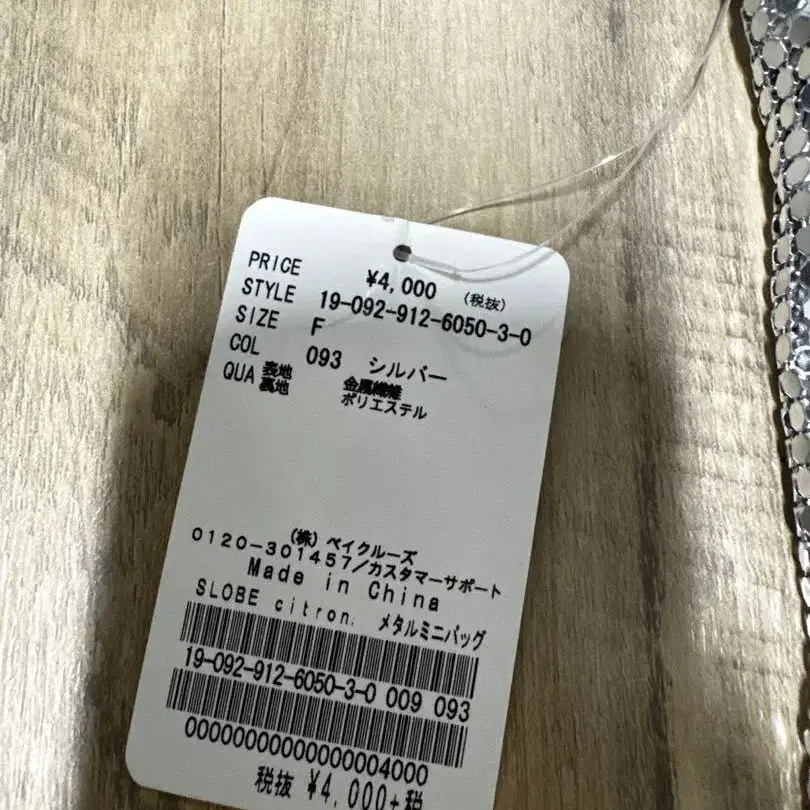 PRICE ¥4,000 (税抜)
STYLE 19-092-912-6050-3-0
SIZE F
COL 093 シルバー
QUA 表地 金属繊維
裏地 ポリエステル
(株) ベイクルーズ
0120-301457/カスタマーサポート
Made in China
SLOBE citron. メタルミニバッグ
19-092-912-6050-3-0 009 093
00000000000000004000
税抜 ¥4,000+税